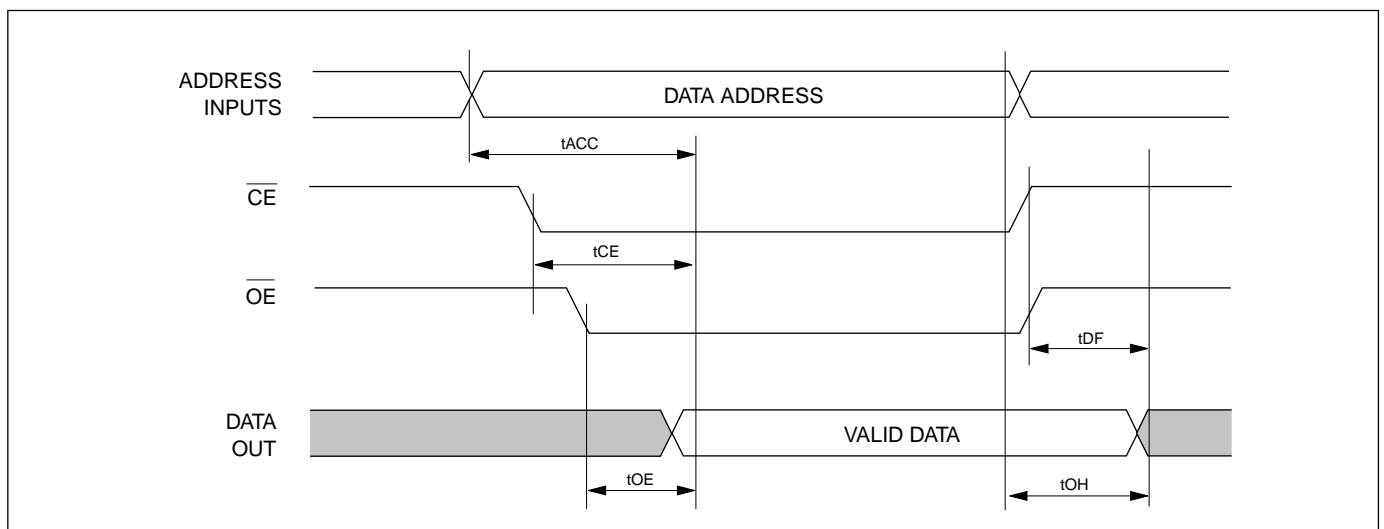 ADDRESS
INPUTS
DATA ADDRESS
tACC
CE
tCE
OE
tDF
DATA
OUT
VALID DATA
tOE
tOH